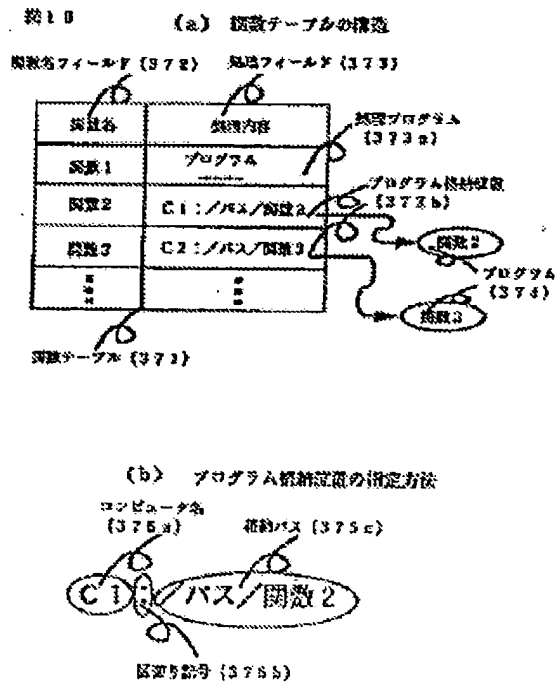 図10
(a) 関数テーブルの構造
関数名フィールド (372) 処理フィールド (373)
関数名 処理内容
処理プログラム
(373a)
関数1 プログラム
プログラム格納位置
(373b)
関数2 C1:/パス/関数2
関数2
関数3 C2:/パス/関数3
プログラム
(374)
関数3
関数テーブル (371)
(b) プログラム格納位置の指定方法
コンピュータ名
(375a)
格納パス (375c)
C1:/パス/関数2
区切り記号 (375b)